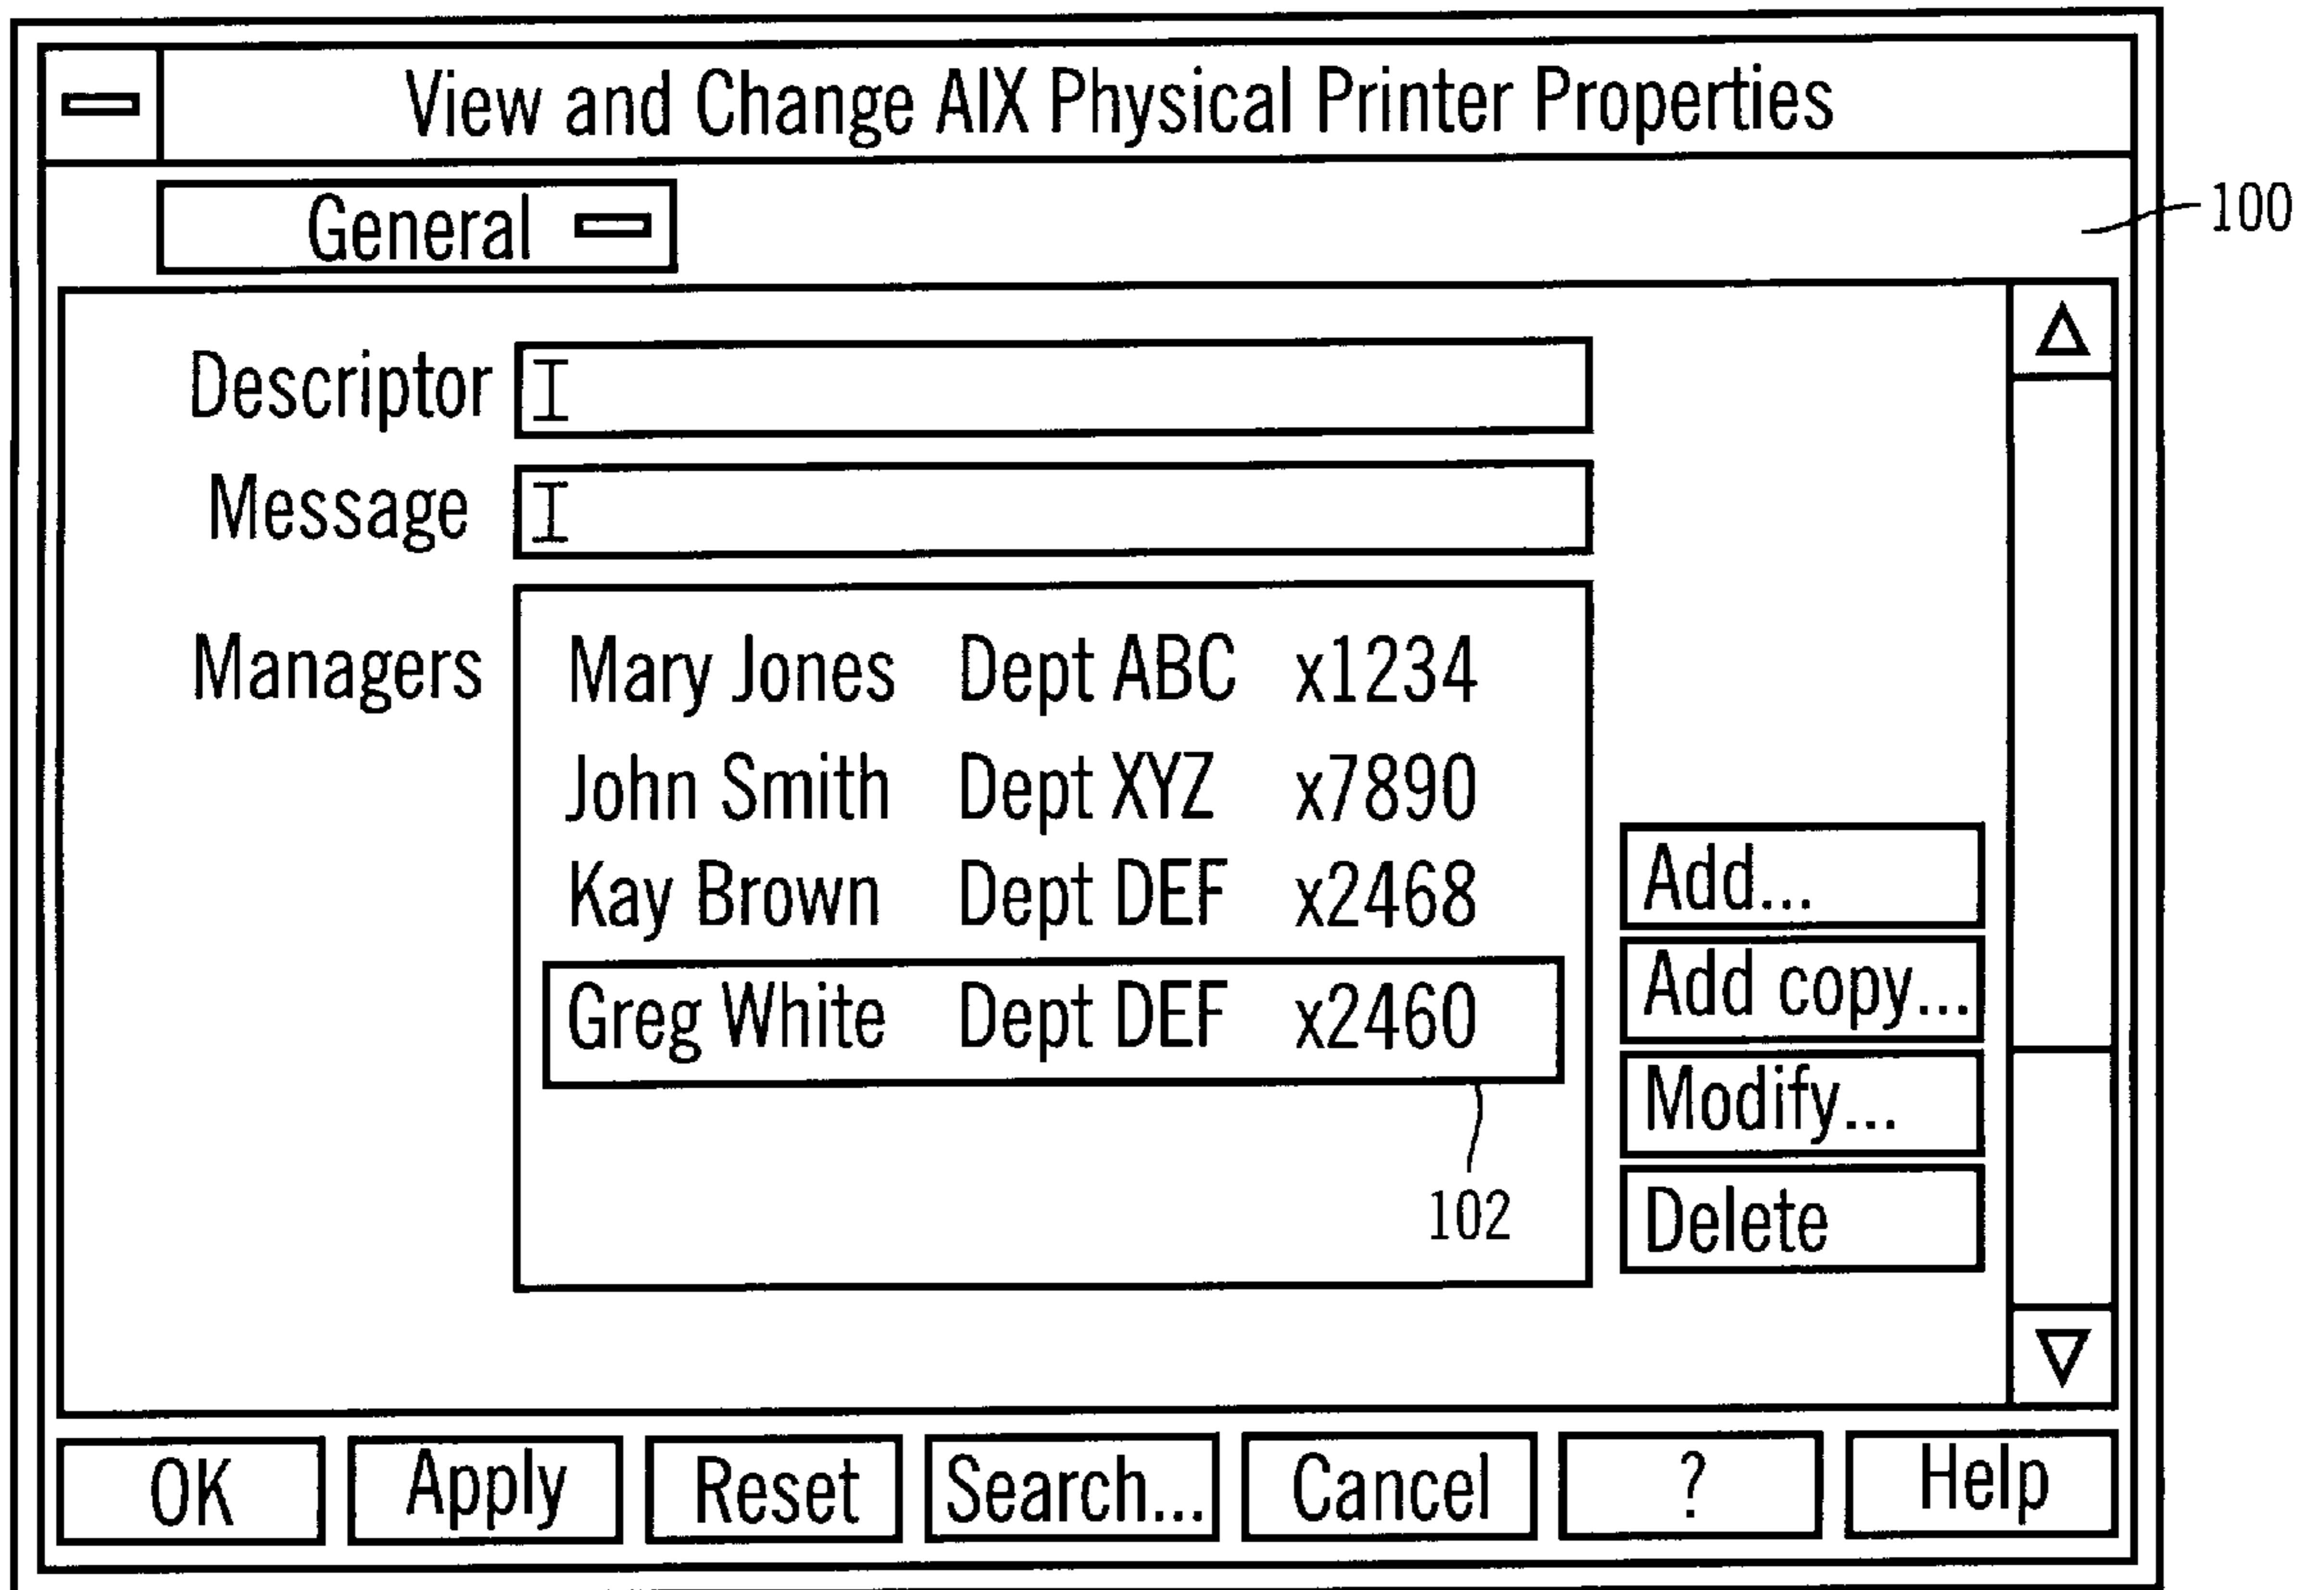 View and Change AIX Physical Printer Properties
General
100
Descriptor
Message
Managers
Mary Jones Dept ABC x1234
John Smith Dept XYZ x7890
Kay Brown Dept DEF x2468
Greg White Dept DEF x2460
102
Add...
Add copy...
Modify...
Delete
OK Apply Reset Search... Cancel ? Help